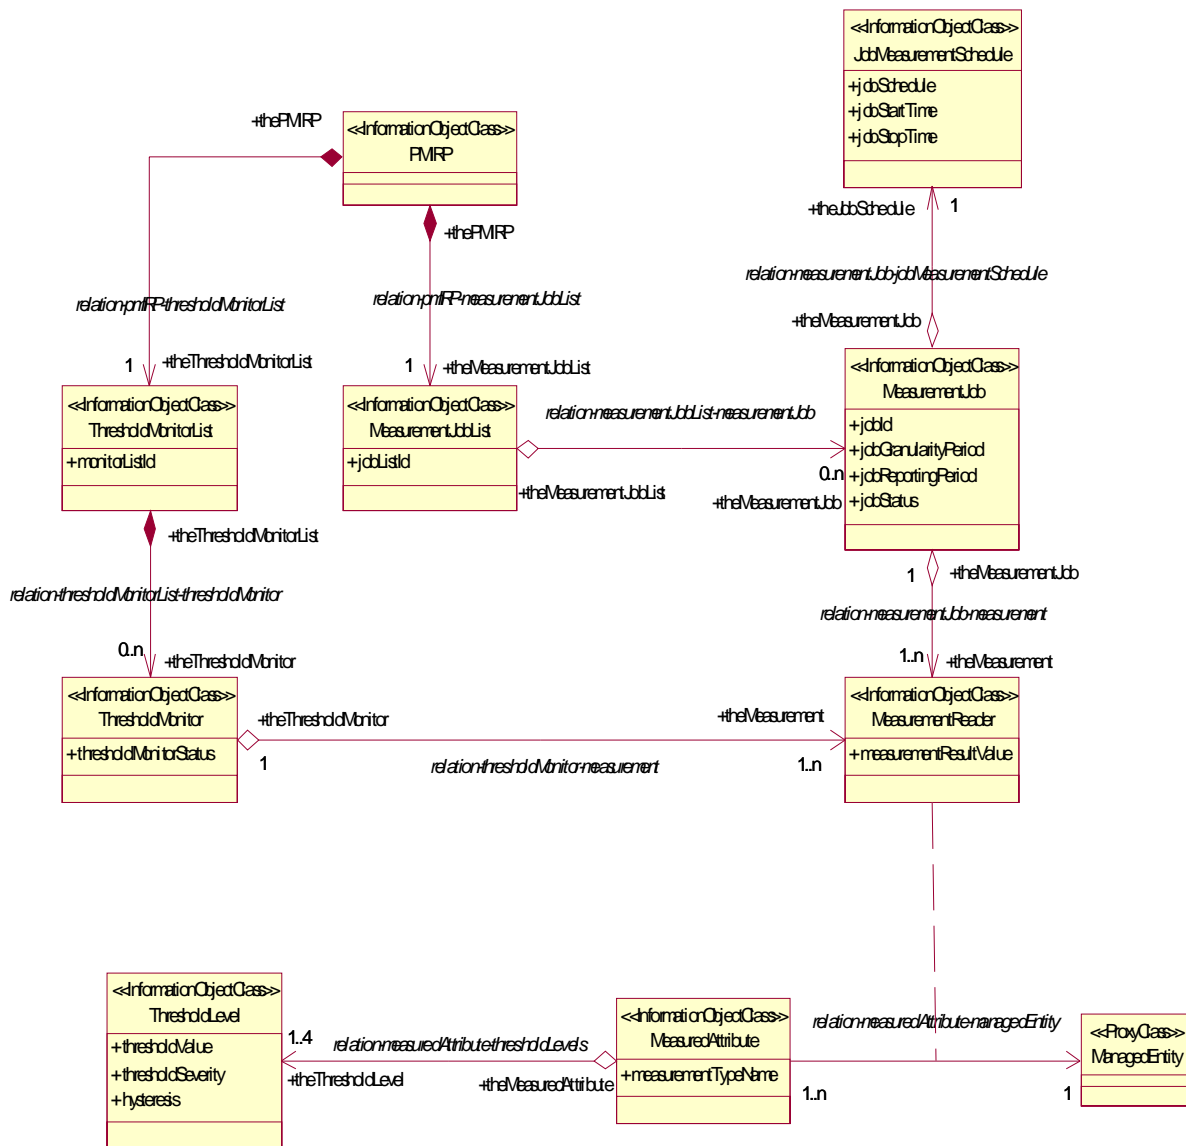 <<InformationObjectClass>>
JobMeasurementSchedule
+jobSchedule
+jobStartTime
+jobStopTime
+thePMIRP
<<InformationObjectClass>>
PMIRP
+theJobSchedule
1
+thePMIRP
relation-measurementJob-jobMeasurementSchedule
relation-pmIRP-thresholdMonitorList
relation-pmIRP-measurementJobList
+theMeasurementJob
1
+theThresholdMonitorList
1
+theMeasurementJobList
<<InformationObjectClass>>
ThresholdMonitorList
+monitorListId
<<InformationObjectClass>>
MeasurementJobList
+jobListId
relation-measurementJobList-measurementJob
<<InformationObjectClass>>
MeasurementJob
+jobId
+jobGranularityPeriod
+jobReportingPeriod
+jobStatus
0..n
+theMeasurementJobList
+theMeasurementJob
+theThresholdMonitorList
1
+theMeasurementJob
relation-thresholdMonitorList-thresholdMonitor
relation-measurementJob-measurement
0..n
+theThresholdMonitor
1..n
+theMeasurement
<<InformationObjectClass>>
ThresholdMonitor
+thresholdMonitorStatus
+theThresholdMonitor
1
relation-thresholdMonitor-measurement
+theMeasurement
1..n
<<InformationObjectClass>>
MeasurementReader
+measurementResultValue
<<InformationObjectClass>>
ThresholdLevel
+thresholdValue
+thresholdSeverity
+hysteresis
1..4
relation-measuredAttribute-thresholdLevels
+theThresholdLevel
+theMeasuredAttribute
<<InformationObjectClass>>
MeasuredAttribute
+measurementTypeName
relation-measuredAttribute-managedEntity
1..n
1
<<ProxyClass>>
ManagedEntity